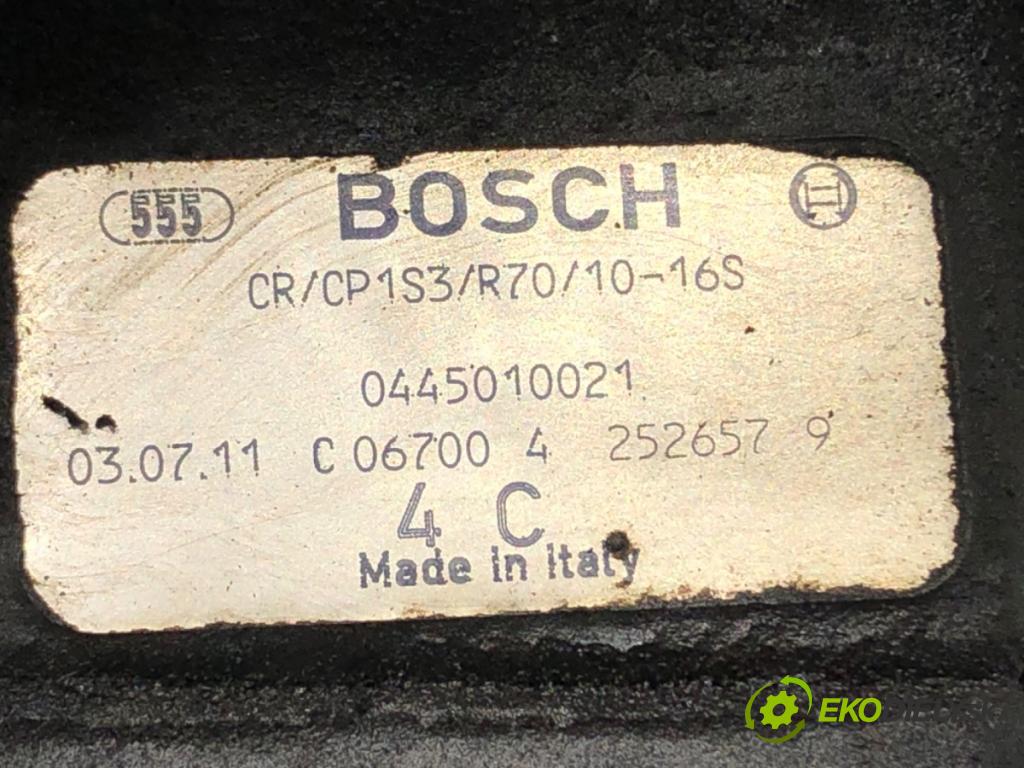 555 BOSCH
CR/CP1S3/R70/10-16S
0445010021
03.07.11 C 06700 4 252657 9
4 C
Made in Italy
EKO